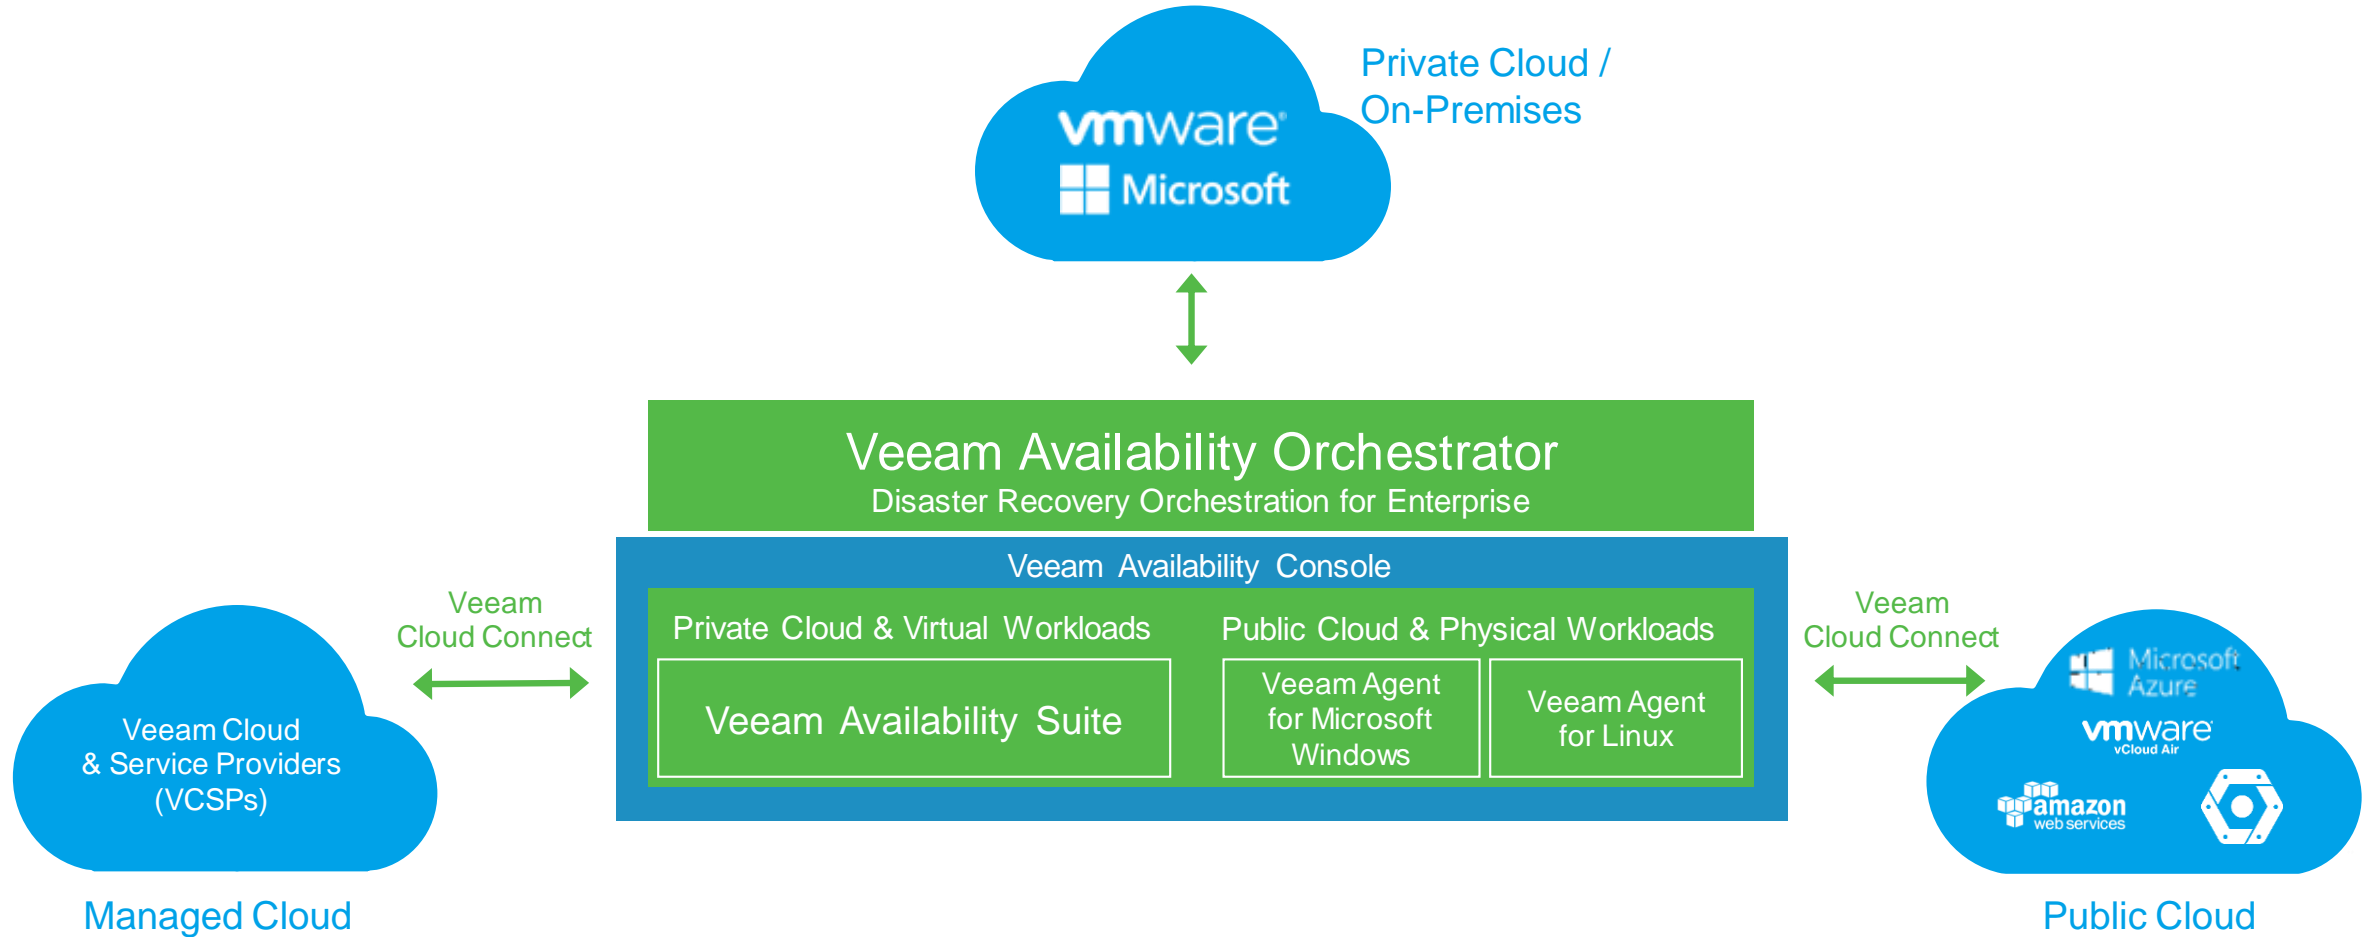 Private Cloud /
On-Premises
vmware®
Microsoft
Veeam Availability Orchestrator
Disaster Recovery Orchestration for Enterprise
Veeam Availability Console
Private Cloud & Virtual Workloads
Veeam Availability Suite
Public Cloud & Physical Workloads
Veeam Agent
for Microsoft
Windows
Veeam Agent
for Linux
Veeam
Cloud Connect
Veeam Cloud
& Service Providers
(VCSPs)
Managed Cloud
Veeam
Cloud Connect
Microsoft
Azure
vmware
vCloud Air
amazon
web services
Public Cloud